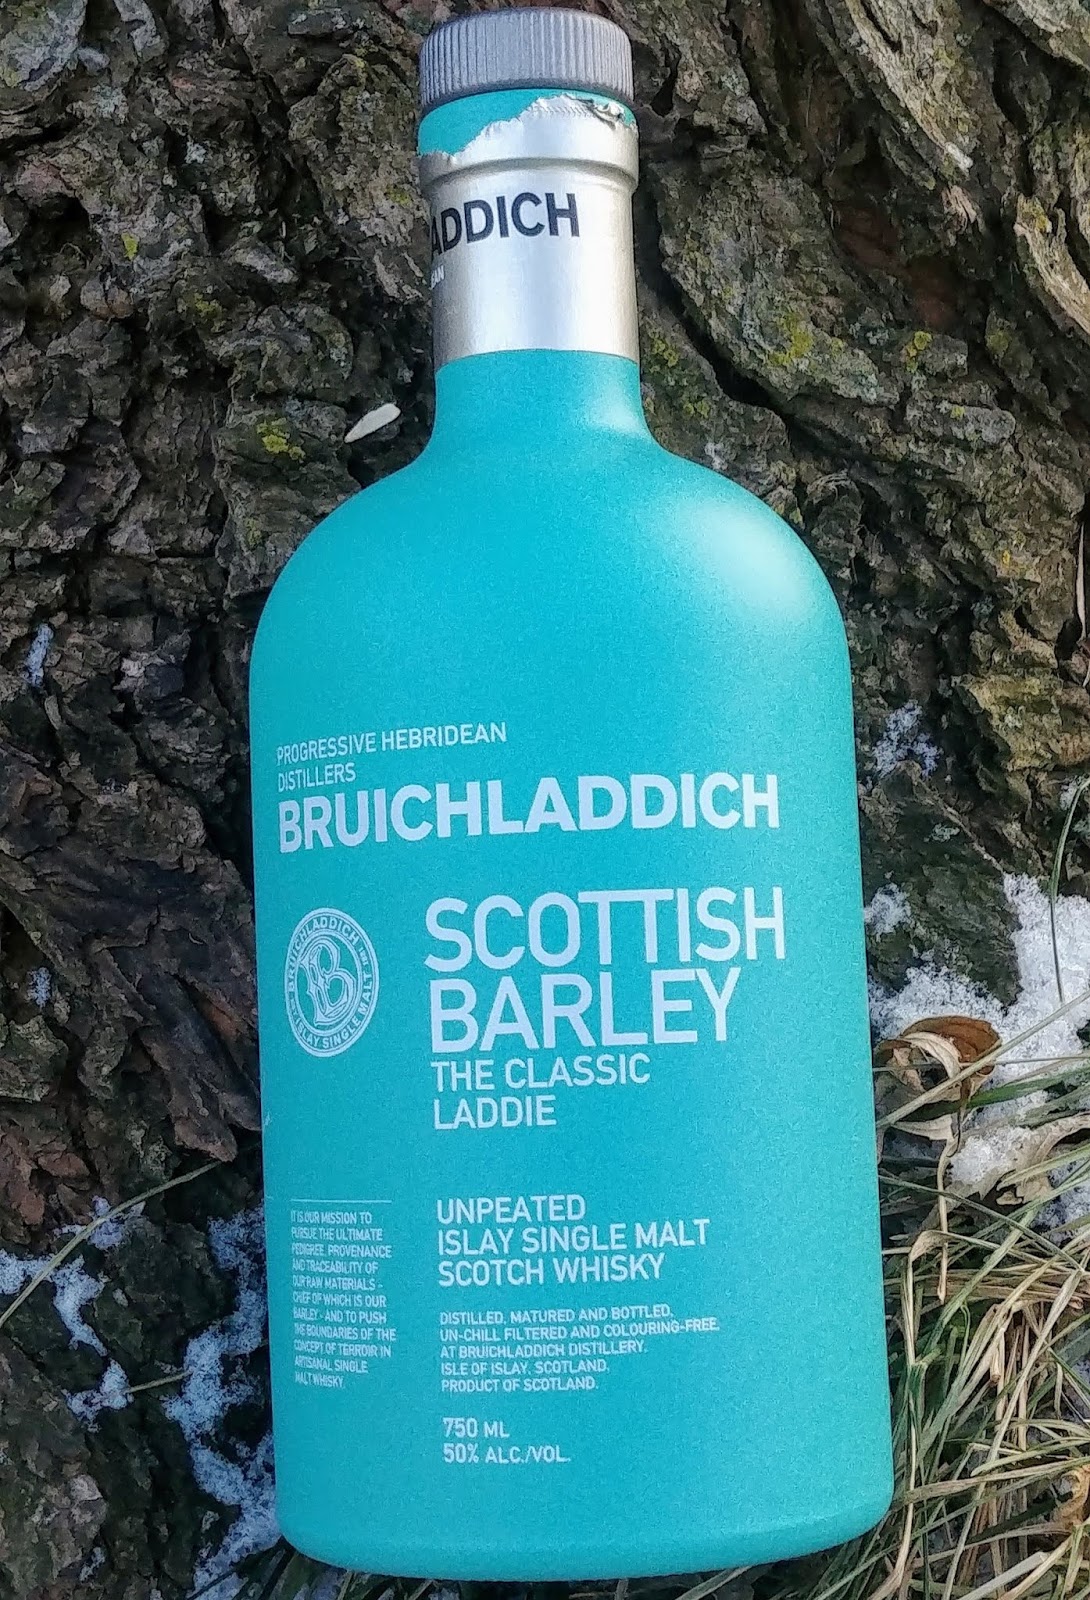 ADDICH
EAN
PROGRESSIVE HEBRIDEAN
DISTILLERS
BRUICHLADDICH
SCOTTISH
BARLEY
THE CLASSIC
LADDIE
BRUICHLADDICH
B
ISLAY SINGLE MALT
IT IS OUR MISSION TO
PURSUE THE ULTIMATE
PEDIGREE, PROVENANCE
AND TRACEABILITY OF
OUR RAW MATERIALS -
CHIEF OF WHICH IS OUR
BARLEY - AND TO PUSH
THE BOUNDARIES OF THE
CONCEPT OF TERROIR IN
ARTISANAL SINGLE
MALT WHISKY.
UNPEATED
ISLAY SINGLE MALT
SCOTCH WHISKY
DISTILLED, MATURED AND BOTTLED,
UN-CHILL FILTERED AND COLOURING-FREE,
AT BRUICHLADDICH DISTILLERY,
ISLE OF ISLAY, SCOTLAND.
PRODUCT OF SCOTLAND.
750 ML
50% ALC./VOL.